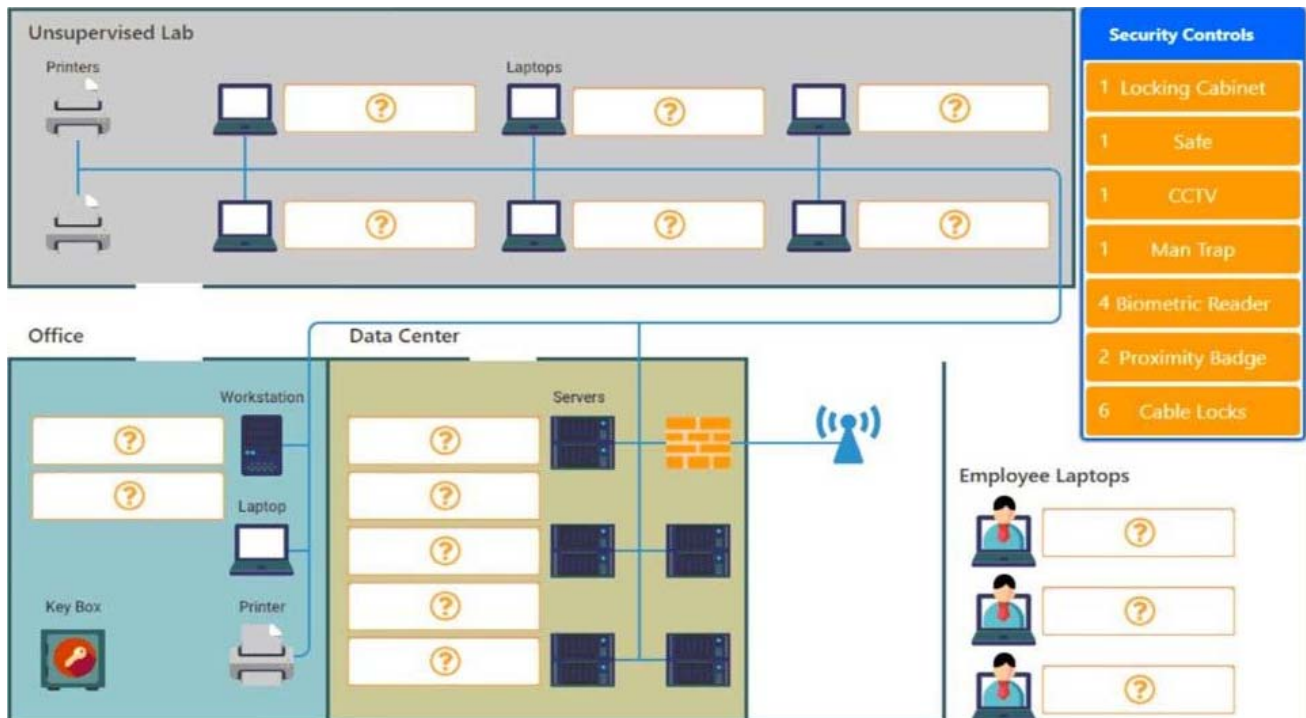 Unsupervised Lab
Printers
Laptops
?
?
?
?
?
?
Security Controls
1 Locking Cabinet
1 Safe
1 CCTV
1 Man Trap
4 Biometric Reader
2 Proximity Badge
6 Cable Locks
Office
Workstation
?
?
Laptop
Key Box
Printer
Data Center
Servers
?
?
?
?
?
Employee Laptops
?
?
?